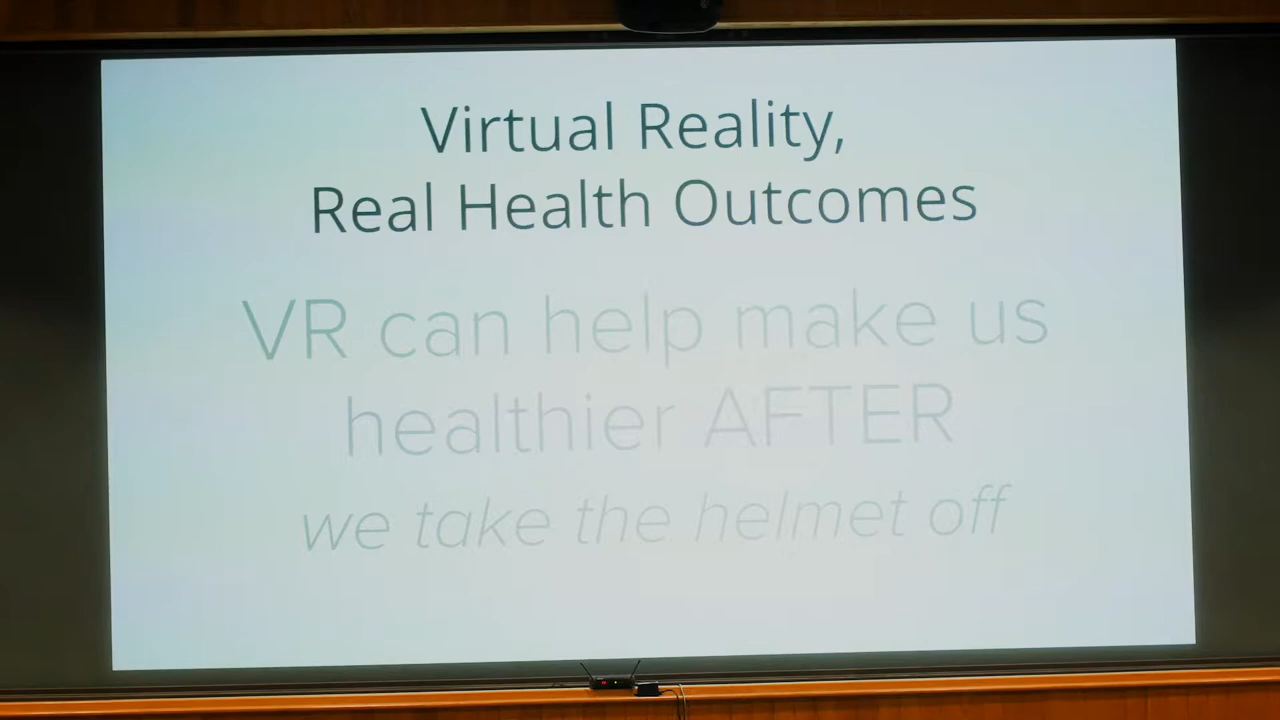 Virtual Reality,
Real Health Outcomes
VR can help make us
healthier AFTER
we take the helmet off